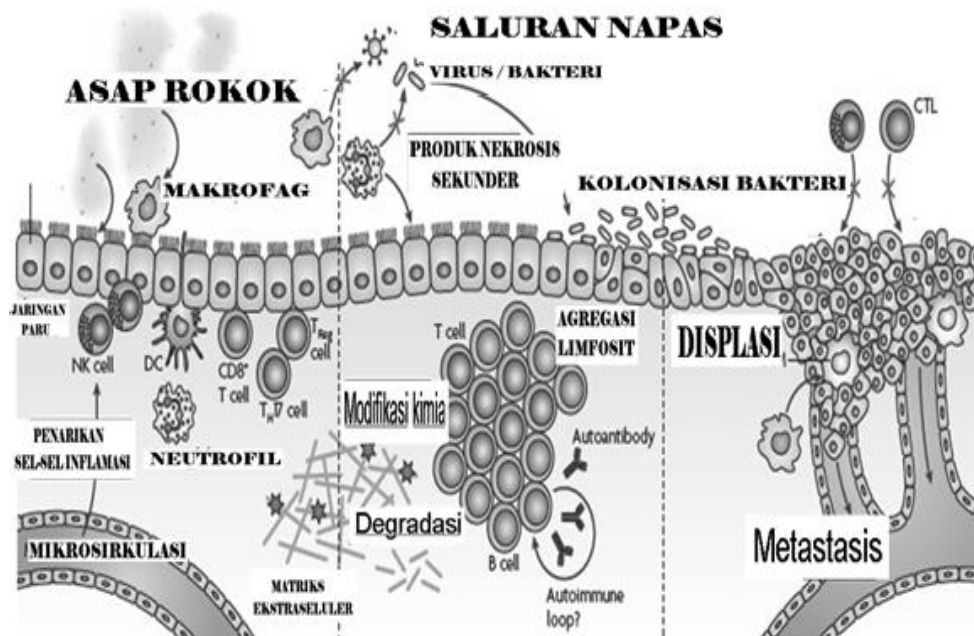 SALURAN NAPAS
ASAP ROKOK
VIRUS / BAKTERI
MAKROFAG
PRODUK NEKROSIS
SEKUNDER
KOLONISASI BAKTERI
CTL
JARINGAN
PARU
NK cell
DC
CD8+
T cell
TReg
cell
TH17 cell
T cell
AGREGASI
LIMFOSIT
DISPLASI
Modifikasi kimia
PENARIKAN
SEL-SEL INFLAMASI
NEUTROFIL
Autoantibody
Degradasi
MIKROSIRKULASI
B cell
Metastasis
MATRIKS
EKSTRASELULER
Autoimmune
loop?